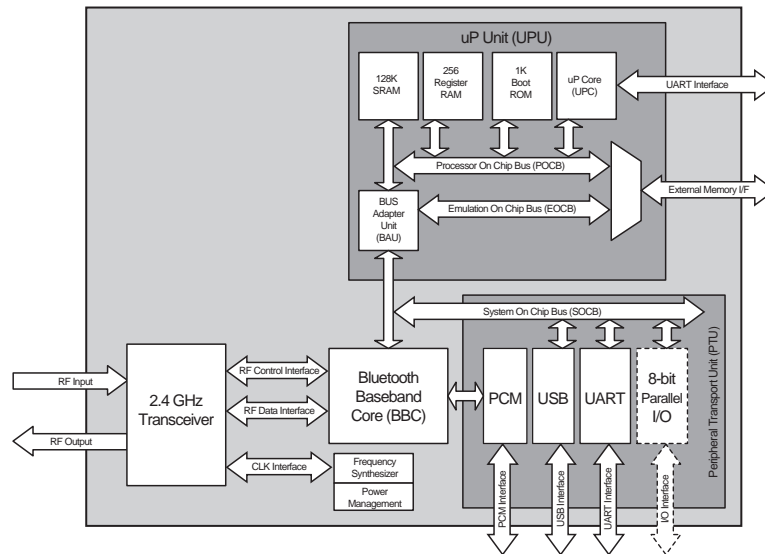 uP Unit (UPU)
128K
SRAM
256
Register
RAM
1K
Boot
ROM
uP Core
(UPC)
UART Interface
Processor On Chip Bus (POCB)
External Memory I/F
BUS
Adapter
Unit
(BAU)
Emulation On Chip Bus (EOCB)
System On Chip Bus (SOCB)
Peripheral Transport Unit (PTU)
RF Input
RF Output
2.4 GHz
Transceiver
RF Control Interface
RF Data Interface
CLK Interface
Bluetooth
Baseband
Core (BBC)
Frequency
Synthesizer
Power
Management
PCM
USB
UART
8-bit
Parallel
I/O
PCM Interface
USB Interface
UART Interface
I/O Interface